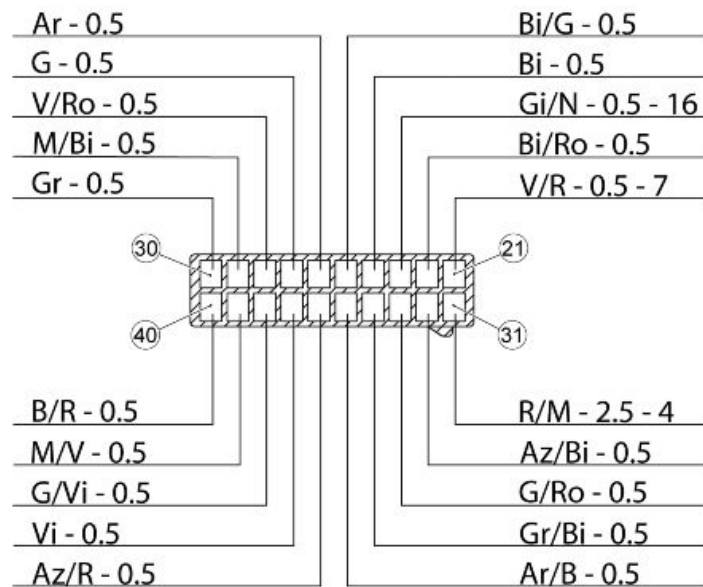 Ar - 0.5
G - 0.5
V/Ro - 0.5
M/Bi - 0.5
Gr - 0.5
Bi/G - 0.5
Bi - 0.5
Gi/N - 0.5 - 16
Bi/Ro - 0.5
V/R - 0.5 - 7
30
21
40
31
B/R - 0.5
M/V - 0.5
G/Vi - 0.5
Vi - 0.5
Az/R - 0.5
R/M - 2.5 - 4
Az/Bi - 0.5
G/Ro - 0.5
Gr/Bi - 0.5
Ar/B - 0.5